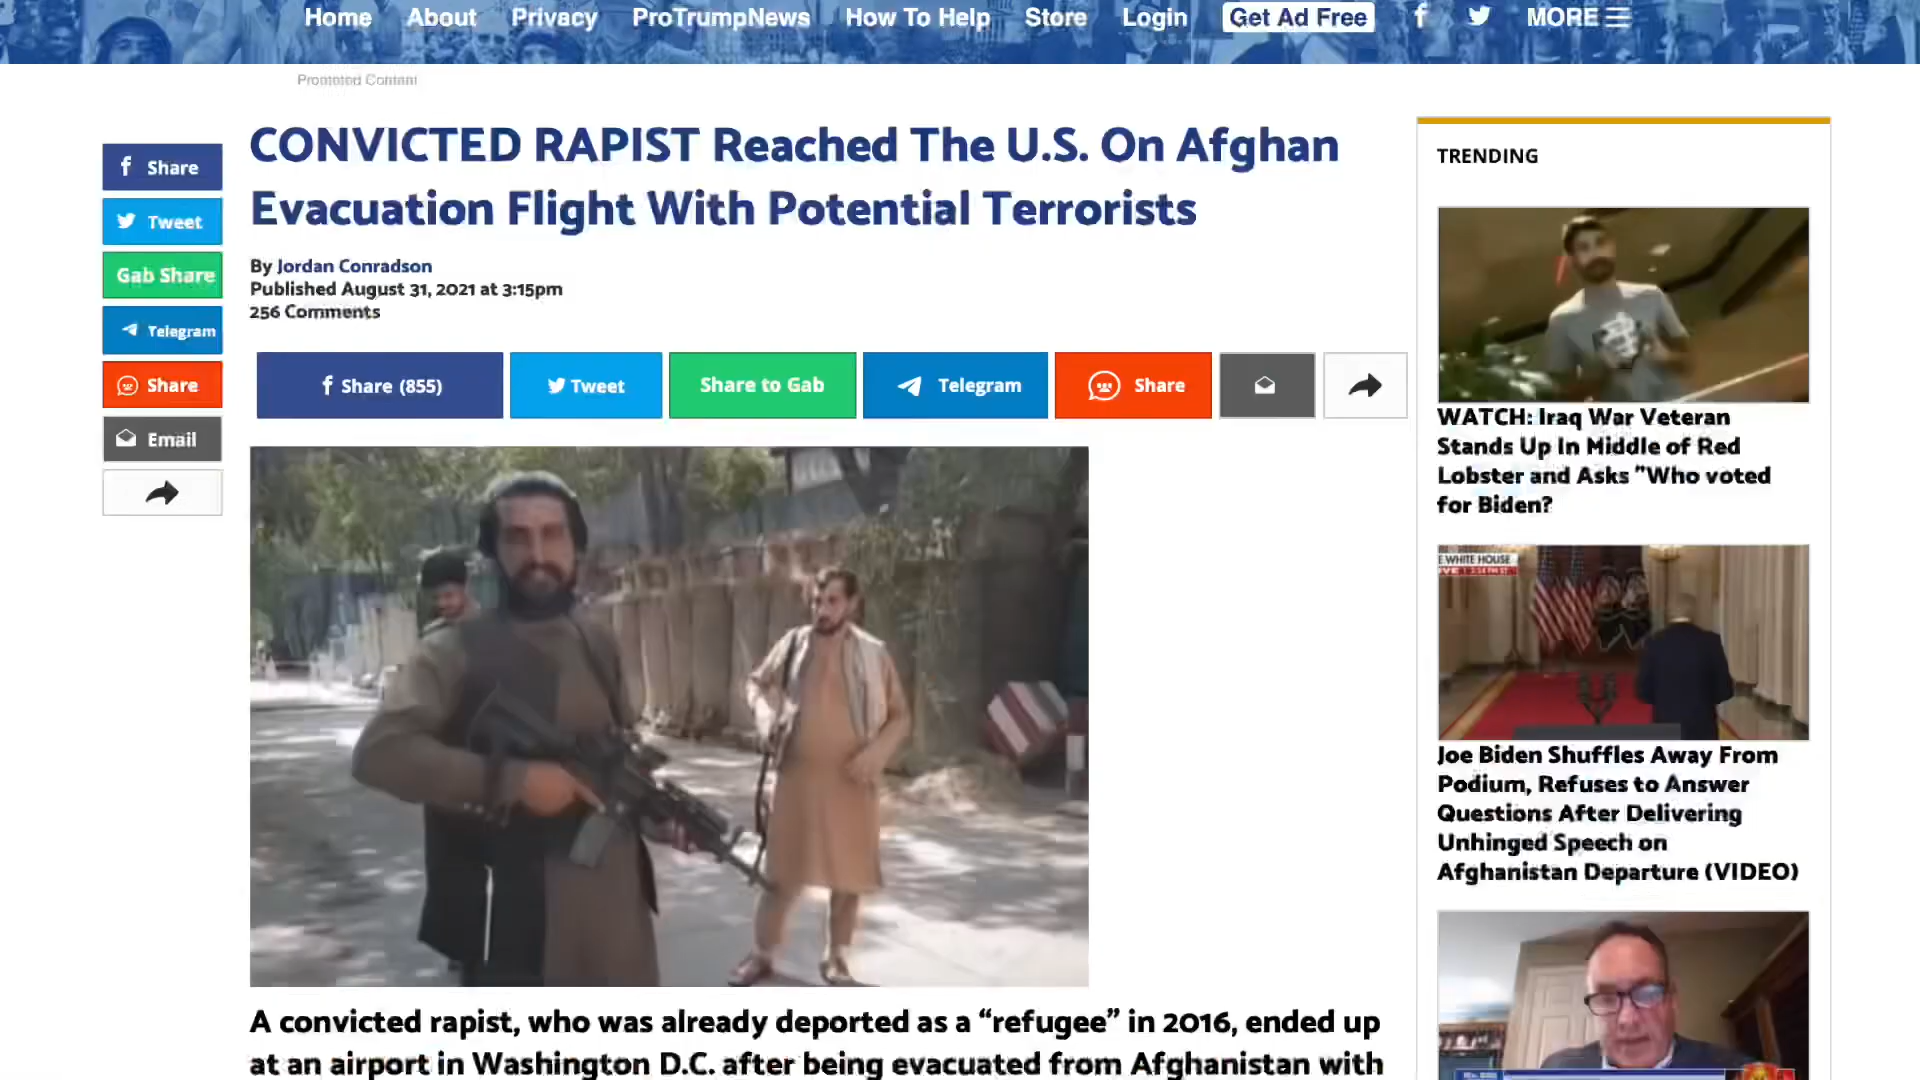 Home About Privacy ProTrumpNews How To Help Store Login Get Ad Free MORE
Promoted Content
CONVICTED RAPIST Reached The U.S. On Afghan
Evacuation Flight With Potential Terrorists
By Jordan Conradson
Published August 31, 2021 at 3:15pm
256 Comments
Share
Tweet
Gab Share
Telegram
Share
Email
Share (855) Tweet Share to Gab Telegram Share
A convicted rapist, who was already deported as a “refugee” in 2016, ended up
at an airport in Washington D.C. after being evacuated from Afghanistan with
TRENDING
WATCH: Iraq War Veteran
Stands Up In Middle of Red
Lobster and Asks "Who voted
for Biden?
E WHITE HOUSE
Joe Biden Shuffles Away From
Podium, Refuses to Answer
Questions After Delivering
Unhinged Speech on
Afghanistan Departure (VIDEO)